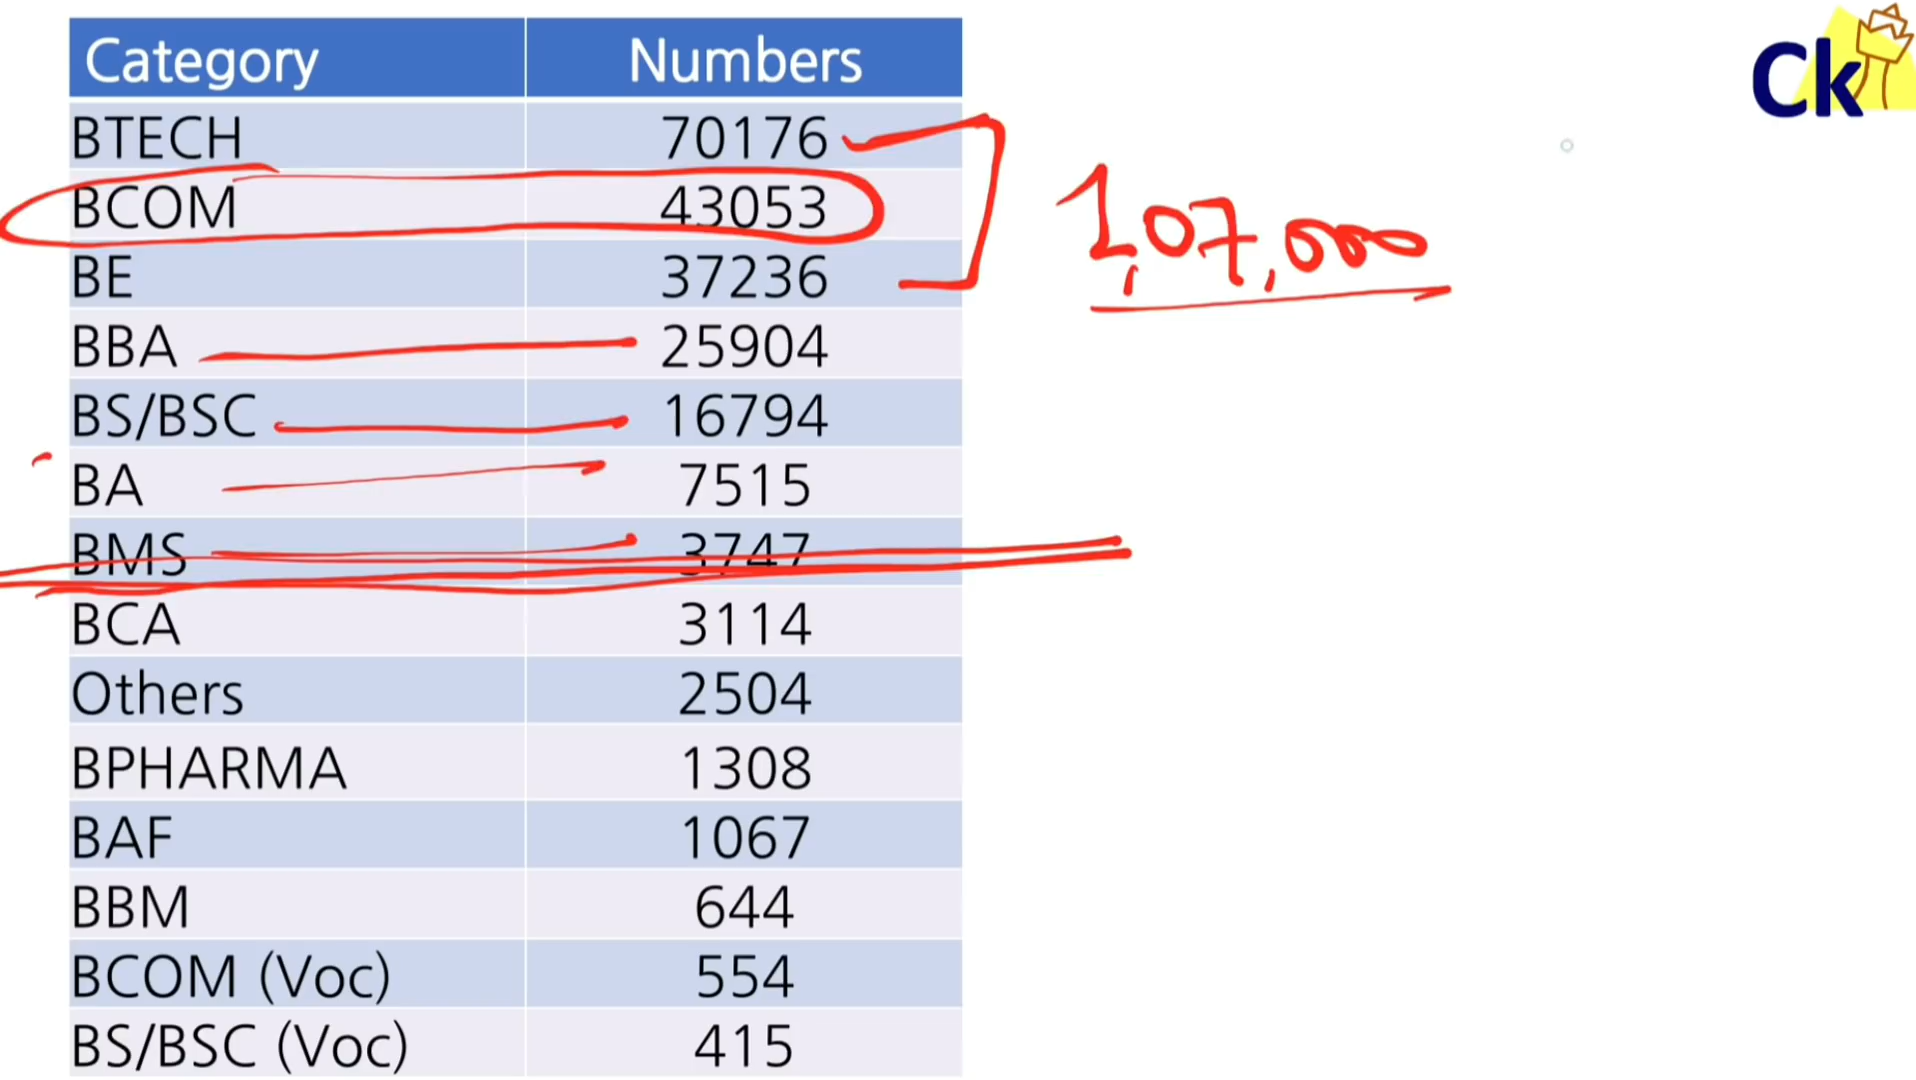 Category Numbers
BTECH 70176
BCOM 43053
BE 37236
BBA 25904
BS/BSC 16794
BA 7515
BMS 3747
BCA 3114
Others 2504
BPHARMA 1308
BAF 1067
BBM 644
BCOM (Voc) 554
BS/BSC (Voc) 415
1,07,000
Ck